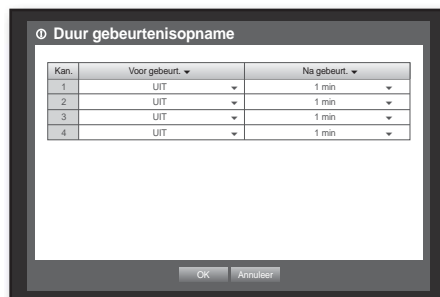 Duur gebeurtenisopname
Kan. Voor gebeurt. Na gebeurt.
1 UIT 1 min
2 UIT 1 min
3 UIT 1 min
4 UIT 1 min
OK Annuleer